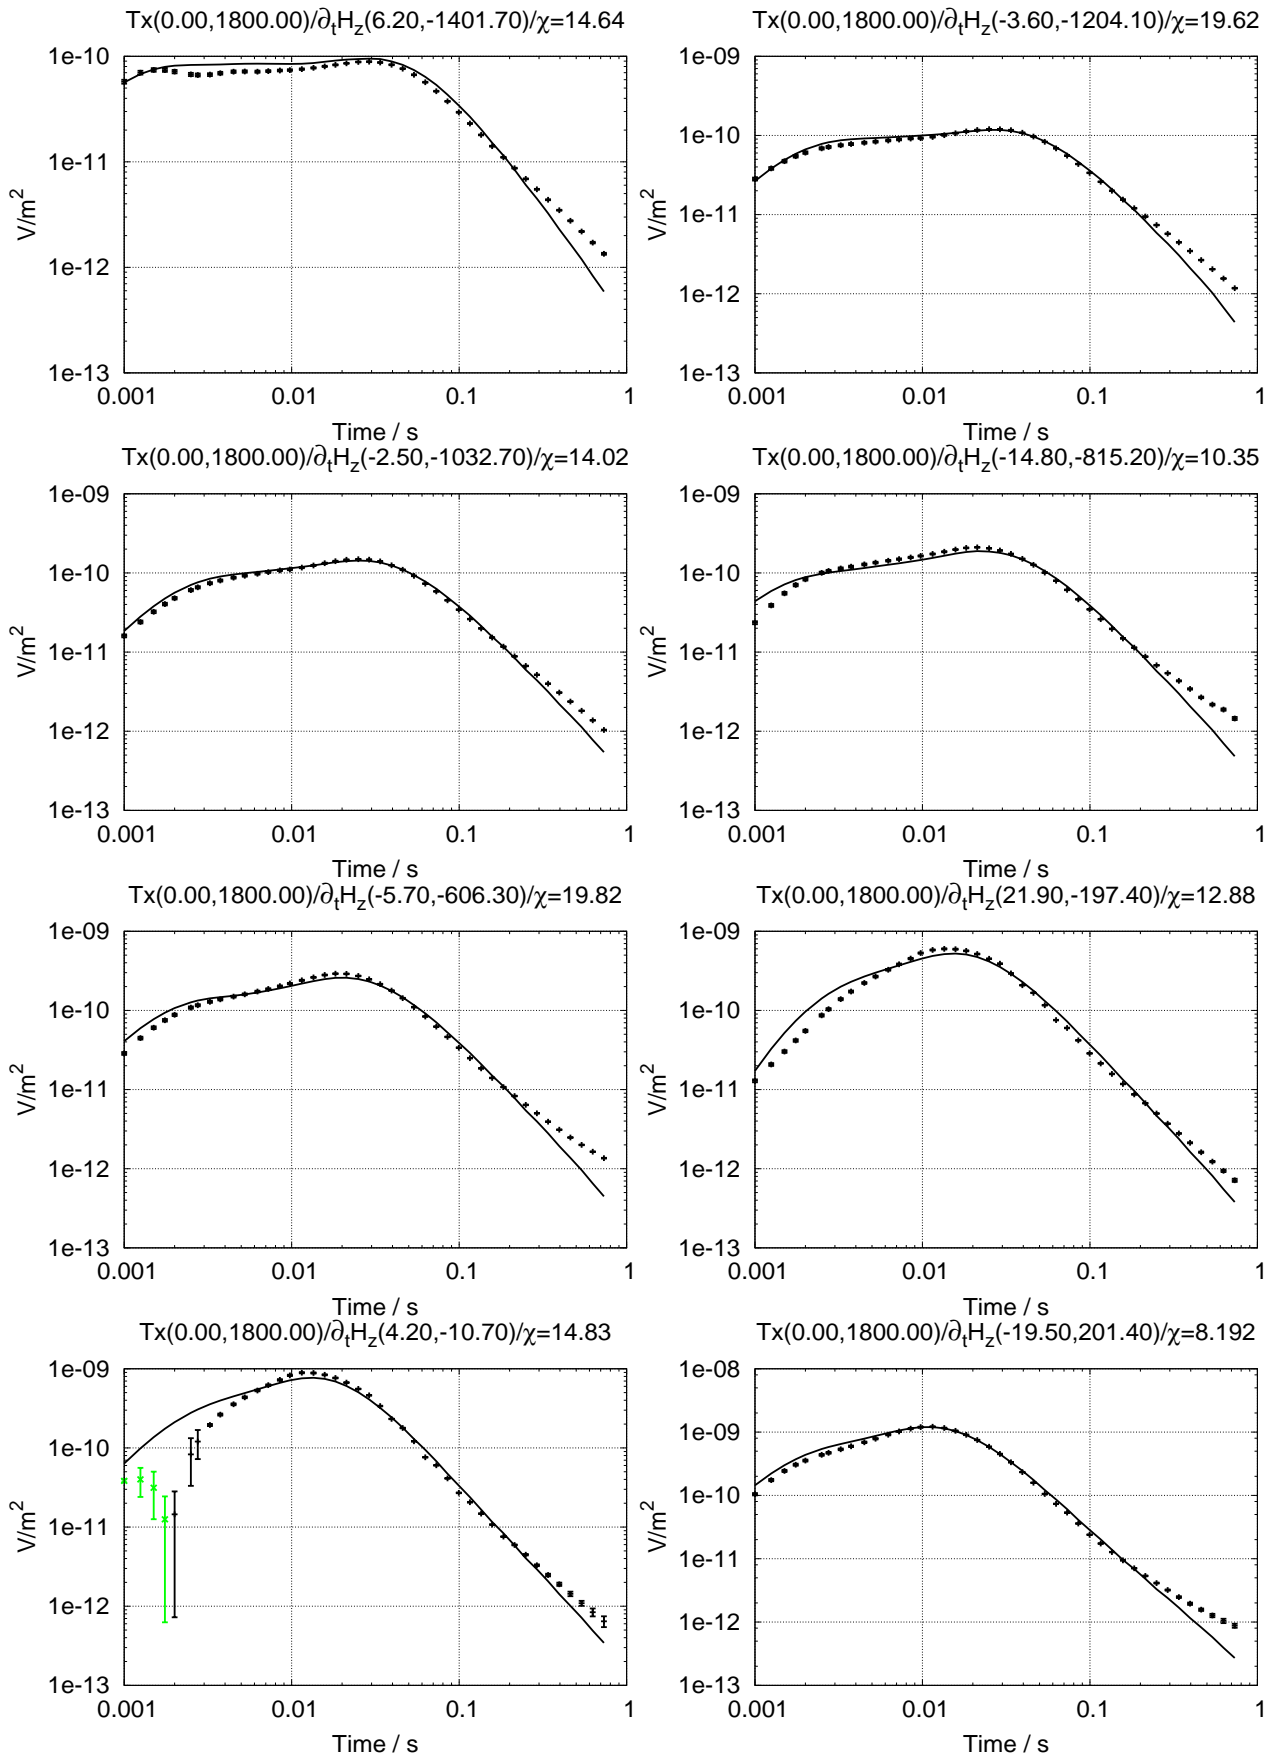 Tx(0.00,1800.00)/∂tHz(6.20,-1401.70)/χ=14.64
1e-10
1e-11
1e-12
1e-13
V/m2
0.001 0.01 0.1 1
Time / s
Tx(0.00,1800.00)/∂tHz(-3.60,-1204.10)/χ=19.62
1e-09
1e-10
1e-11
1e-12
1e-13
V/m2
0.001 0.01 0.1 1
Time / s
Tx(0.00,1800.00)/∂tHz(-2.50,-1032.70)/χ=14.02
1e-09
1e-10
1e-11
1e-12
1e-13
V/m2
0.001 0.01 0.1 1
Time / s
Tx(0.00,1800.00)/∂tHz(-14.80,-815.20)/χ=10.35
1e-09
1e-10
1e-11
1e-12
1e-13
V/m2
0.001 0.01 0.1 1
Time / s
Tx(0.00,1800.00)/∂tHz(-5.70,-606.30)/χ=19.82
1e-09
1e-10
1e-11
1e-12
1e-13
V/m2
0.001 0.01 0.1 1
Time / s
Tx(0.00,1800.00)/∂tHz(21.90,-197.40)/χ=12.88
1e-09
1e-10
1e-11
1e-12
1e-13
V/m2
0.001 0.01 0.1 1
Time / s
Tx(0.00,1800.00)/∂tHz(4.20,-10.70)/χ=14.83
1e-09
1e-10
1e-11
1e-12
1e-13
V/m2
0.001 0.01 0.1 1
Time / s
Tx(0.00,1800.00)/∂tHz(-19.50,201.40)/χ=8.192
1e-08
1e-09
1e-10
1e-11
1e-12
1e-13
V/m2
0.001 0.01 0.1 1
Time / s